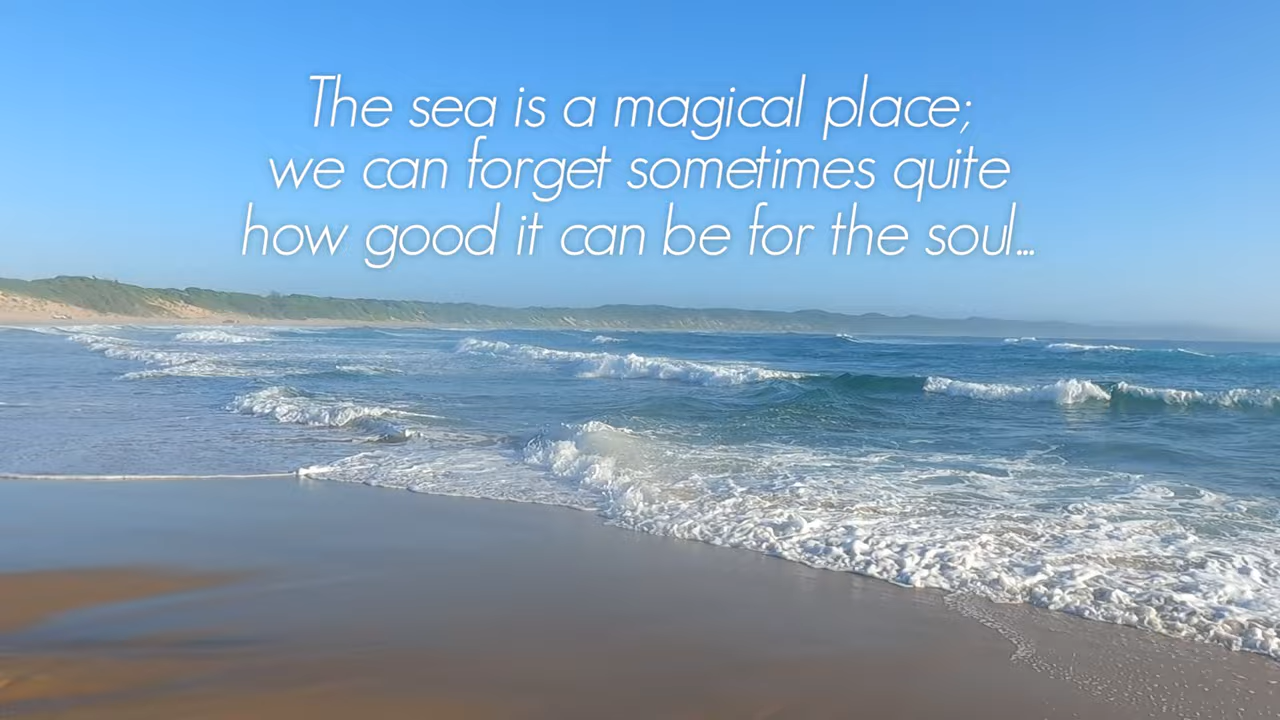 The sea is a magical place;
we can forget sometimes quite
how good it can be for the soul...